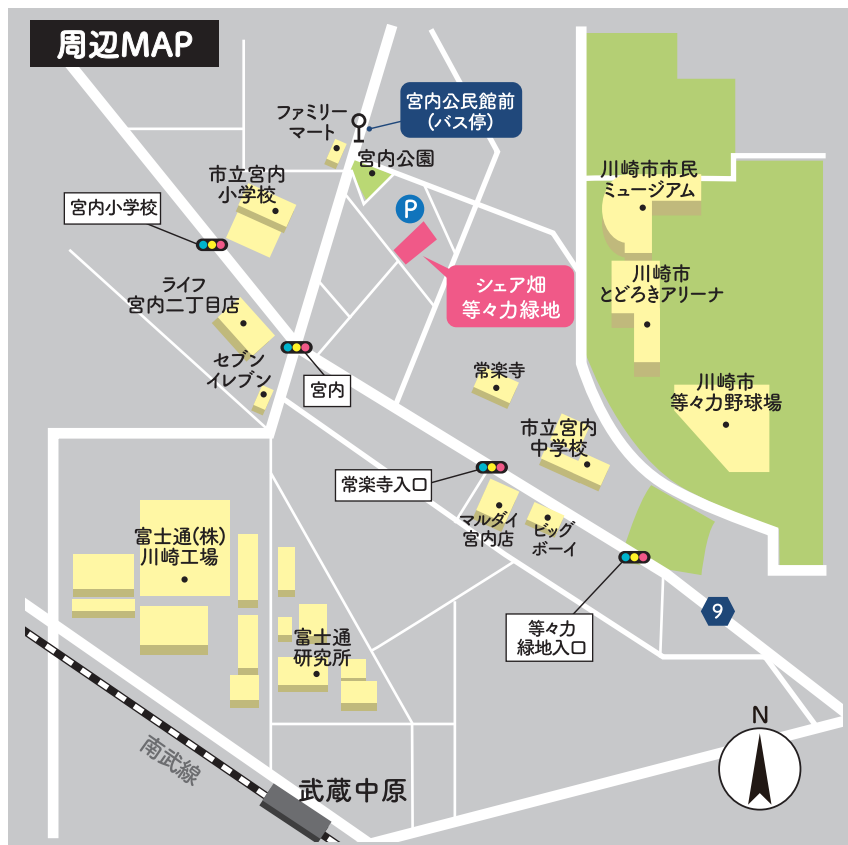 周辺MAP
ファミリー
マート
宮内公民館前
(バス停)
宮内公園
市立宮内
小学校
宮内小学校
P
川崎市市民
ミュージアム
シェア畑
等々力緑地
川崎市
とどろきアリーナ
ライフ
宮内二丁目店
セブン
イレブン
宮内
常楽寺
川崎市
等々力野球場
市立宮内
中学校
常楽寺入口
マルダイ
宮内店
ビッグ
ボーイ
富士通(株)
川崎工場
等々力
緑地入口
9
富士通
研究所
N
南武線
武蔵中原